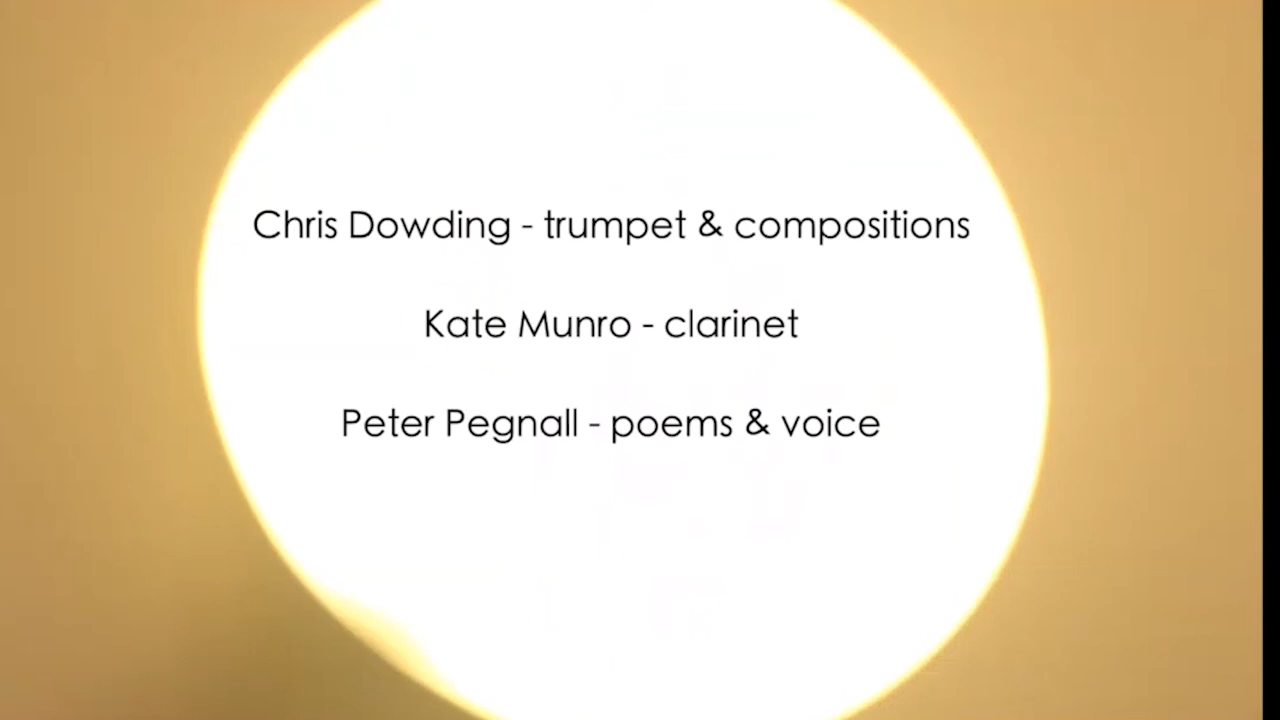 Chris Dowding - trumpet & compositions
Kate Munro - clarinet
Peter Pegnall - poems & voice